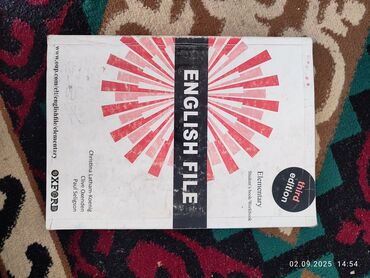 ENGLISH FILE
Elementary
Student's book/Workbook
third
edition
Christina Latham-Koenig
Clive Oxenden
Paul Seligson
www.oup.com/elt/englishfile/elementary
OXFORD
02.09.2025 14:54